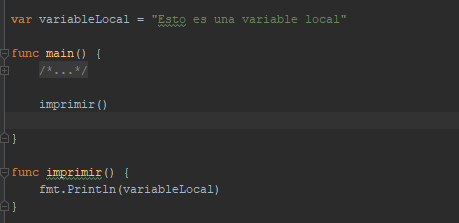 var variableLocal = "Esto es una variable local"
func main() {
/*...*/
imprimir()
}
func imprimir() {
fmt.Println(variableLocal)
}